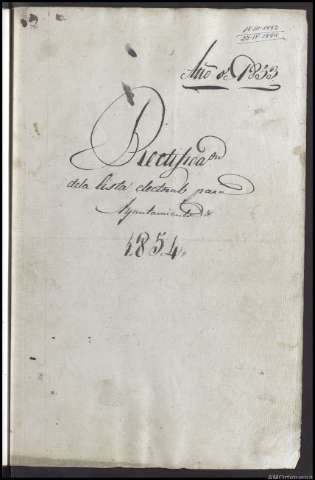 Año de 1853
Rectificaon
dela lista electoral para
Ayuntamiento de
1854.